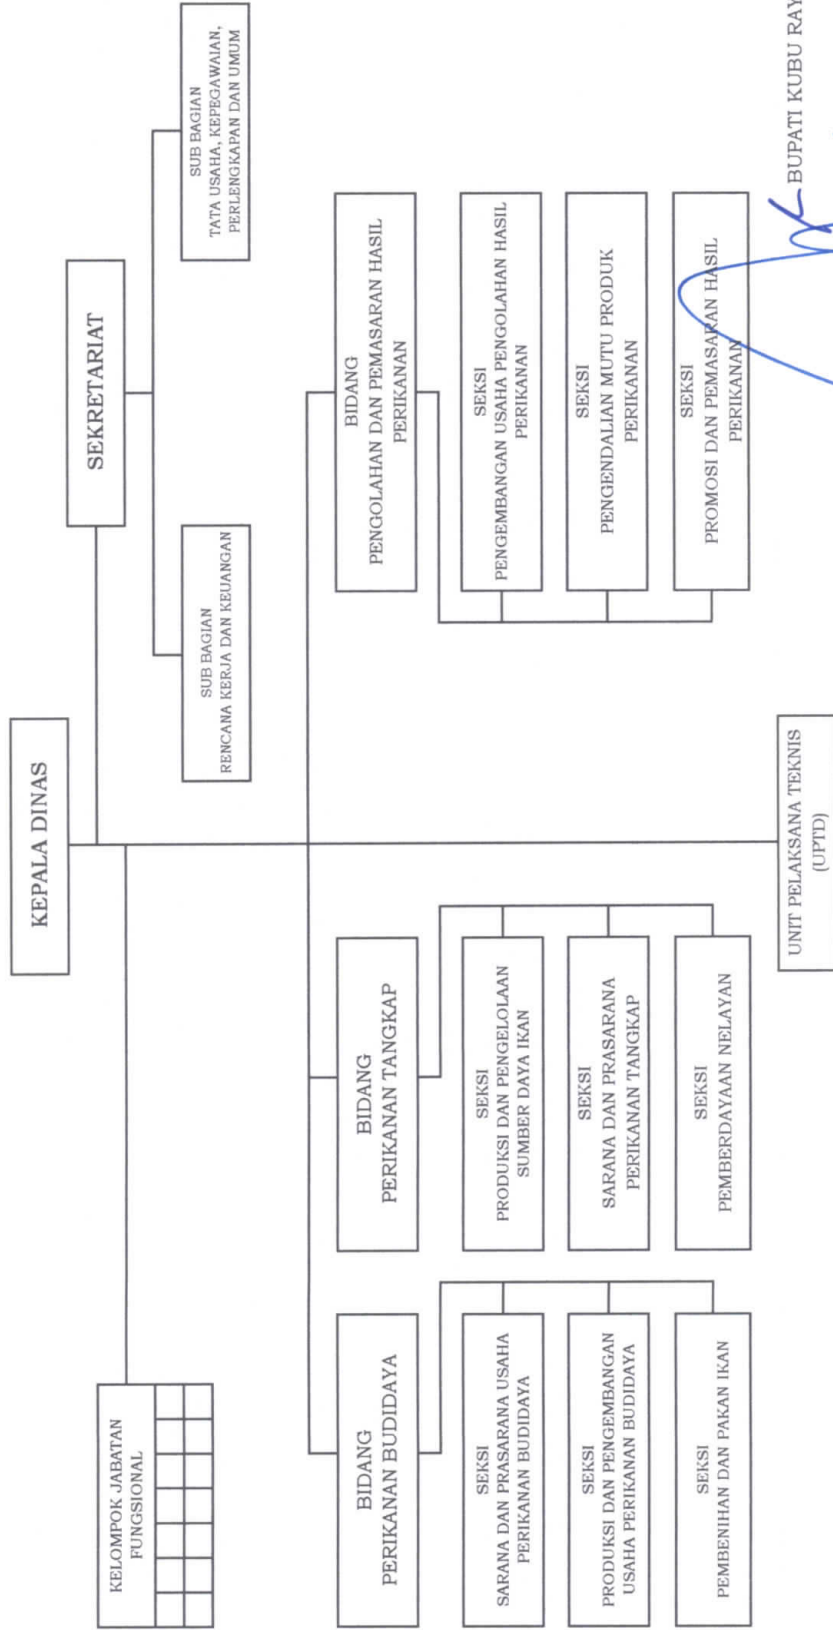 KEPALA DINAS
KELOMPOK JABATAN
FUNGSIONAL
SEKRETARIAT
SUB BAGIAN
RENCANA KERJA DAN KEUANGAN
SUB BAGIAN
TATA USAHA, KEPEGAWAIAN,
PERLENGKAPAN DAN UMUM
BIDANG
PERIKANAN BUDIDAYA
SEKSI
SARANA DAN PRASARANA USAHA
PERIKANAN BUDIDAYA
SEKSI
PRODUKSI DAN PENGEMBANGAN
USAHA PERIKANAN BUDIDAYA
SEKSI
PEMBENIHAN DAN PAKAN IKAN
BIDANG
PERIKANAN TANGKAP
SEKSI
PRODUKSI DAN PENGELOLAAN
SUMBER DAYA IKAN
SEKSI
SARANA DAN PRASARANA
PERIKANAN TANGKAP
SEKSI
PEMBERDAYAAN NELAYAN
BIDANG
PENGOLAHAN DAN PEMASARAN HASIL
PERIKANAN
SEKSI
PENGEMBANGAN USAHA PENGOLAHAN HASIL
PERIKANAN
SEKSI
PENGENDALIAN MUTU PRODUK
PERIKANAN
SEKSI
PROMOSI DAN PEMASARAN HASIL
PERIKANAN
UNIT PELAKSANA TEKNIS
(UPTD)
BUPATI KUBU RAY